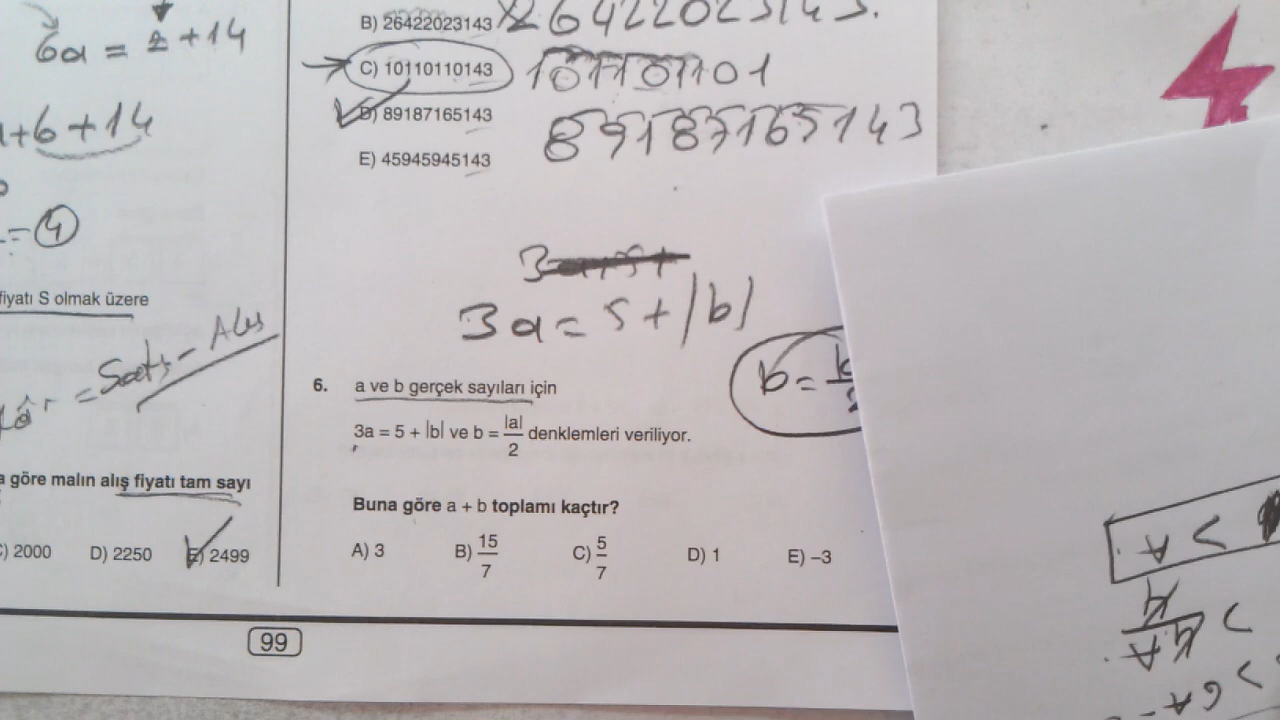 6a = 2 + 14
+6 + 14
= 4
fiyatı S olmak üzere
= Satış - Alış
a göre malın alış fiyatı tam sayı
C) 2000 D) 2250 E) 2499
B) 26422023143 26422023143.
C) 10110110143 101101101
D) 89187165143 89187165143
E) 45945945143
3a = 5 + |b|
b =
6. a ve b gerçek sayıları için
3a = 5 + |b| ve b = |a|/2 denklemleri veriliyor.
Buna göre a + b toplamı kaçtır?
A) 3 B) 15/7 C) 5/7 D) 1 E) –3
99